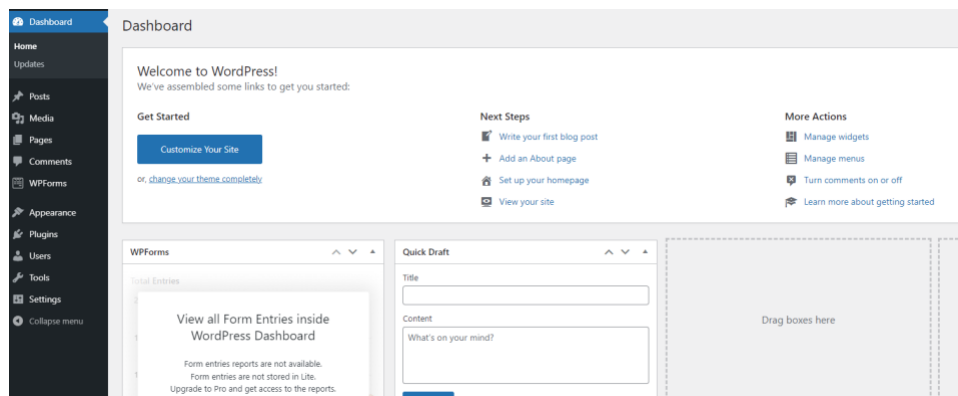 Dashboard
Home
Updates
Posts
Media
Pages
Comments
WPForms
Appearance
Plugins
Users
Tools
Settings
Collapse menu
Dashboard
Welcome to WordPress!
We've assembled some links to get you started:
Get Started
Customize Your Site
or, change your theme completely
Next Steps
Write your first blog post
Add an About page
Set up your homepage
View your site
More Actions
Manage widgets
Manage menus
Turn comments on or off
Learn more about getting started
WPForms
Total Entries
View all Form Entries inside
WordPress Dashboard
Form entries reports are not available.
Form entries are not stored in Lite.
Upgrade to Pro and get access to the reports.
Quick Draft
Title
Content
What's on your mind?
Drag boxes here